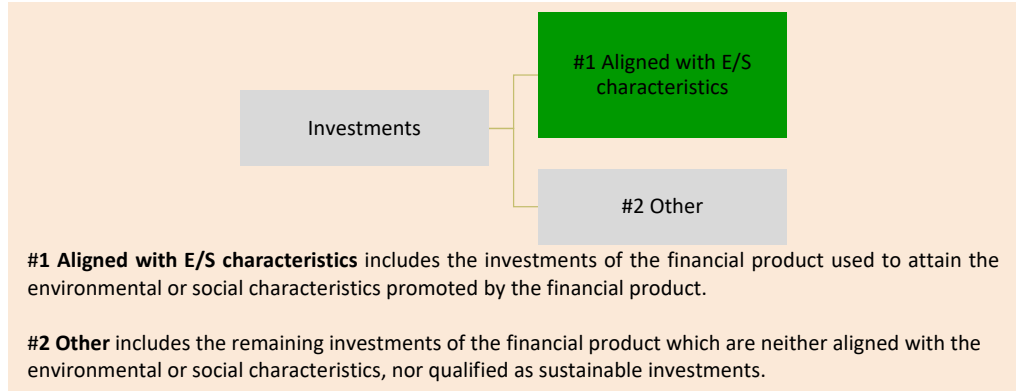 #1 Aligned with E/S
characteristics
Investments
#2 Other
#1 Aligned with E/S characteristics includes the investments of the financial product used to attain the
environmental or social characteristics promoted by the financial product.
#2 Other includes the remaining investments of the financial product which are neither aligned with the
environmental or social characteristics, nor qualified as sustainable investments.